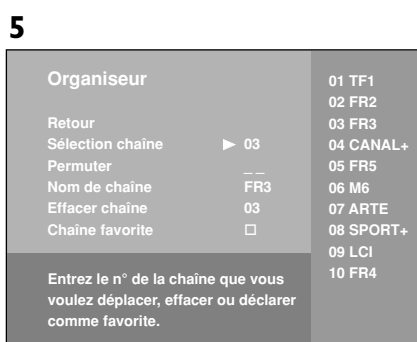 5
Organiseur
Retour
Sélection chaîne ▶ 03
Permuter _ _
Nom de chaîne FR3
Effacer chaîne 03
Chaîne favorite □
Entrez le n° de la chaîne que vous
voulez déplacer, effacer ou déclarer
comme favorite.
01 TF1
02 FR2
03 FR3
04 CANAL+
05 FR5
06 M6
07 ARTE
08 SPORT+
09 LCI
10 FR4